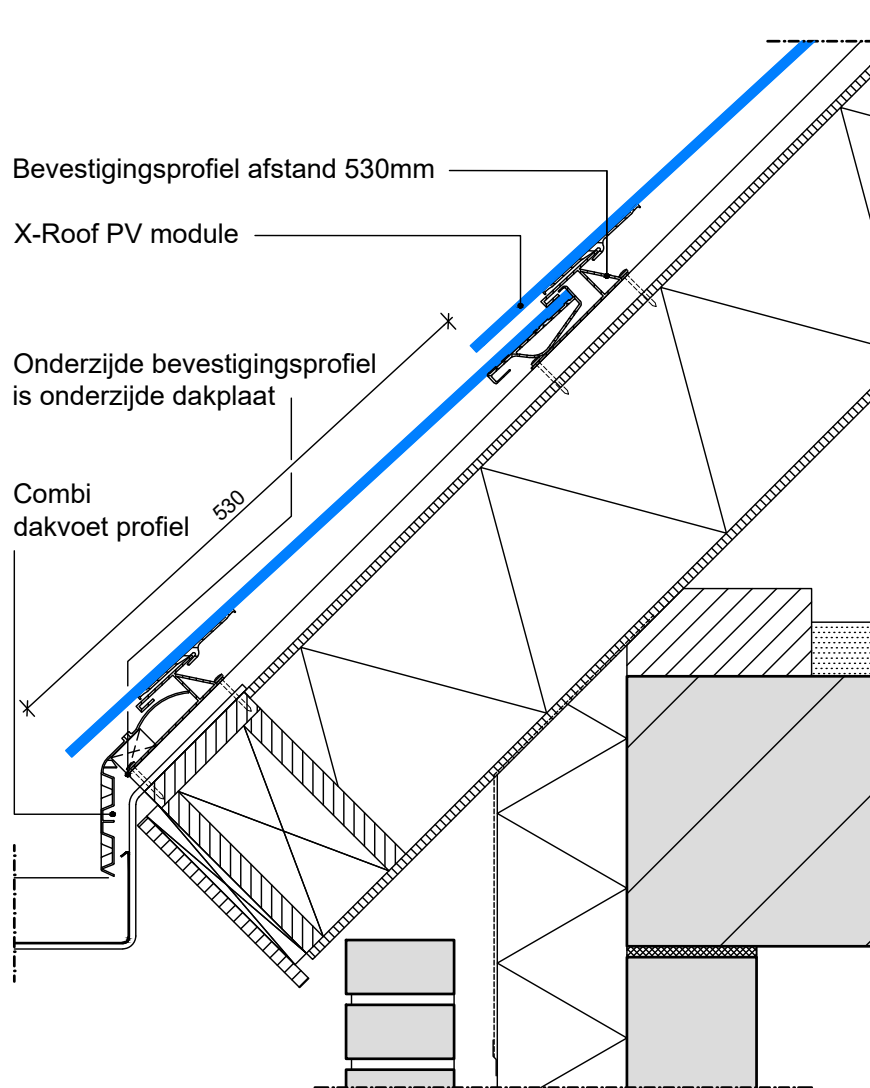 Bevestigingsprofiel afstand 530mm
X-Roof PV module
Onderzijde bevestigingsprofiel
is onderzijde dakplaat
Combi
dakvoet profiel
530